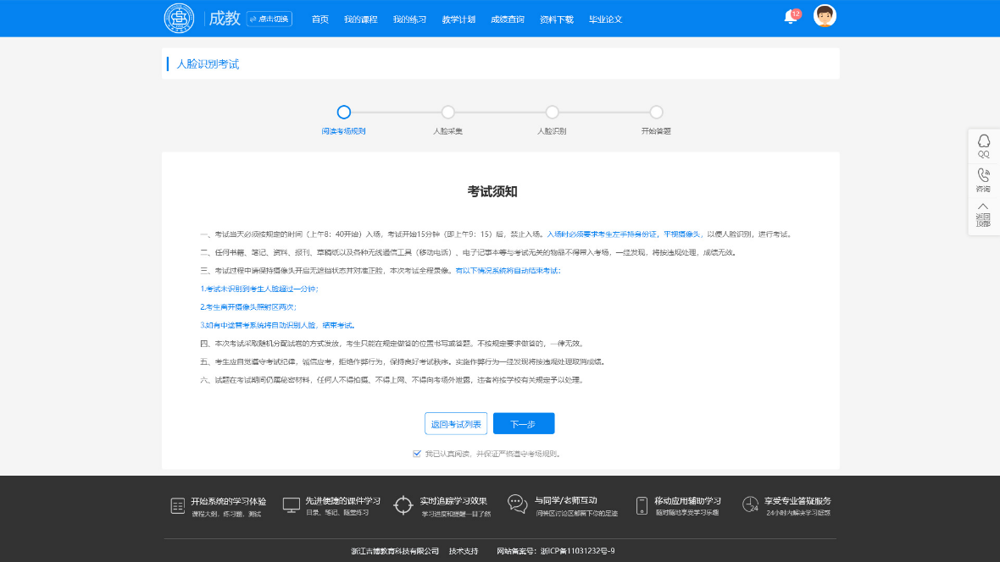 成教
点击切换
首页
我的课程
我的练习
教学计划
成绩查询
资料下载
毕业论文
12
人脸识别考试
阅读考场规则
人脸采集
人脸识别
开始答题
QQ
咨询
返回
顶部
考试须知
一、考试当天必须按规定的时间（上午8：40开始）入场，考试开始15分钟（即上午9：15）后，禁止入场。入场时必须要求考生左手持身份证，平视摄像头，以便人脸识别，进行考试。
二、任何书籍、笔记、资料、报刊、草稿纸以及各种无线通信工具（移动电话）、电子记事本等与考试无关的物品不得带入考场，一经发现，将按违规处理，成绩无效。
三、考试过程中请保持摄像头开启无遮挡状态并对准正脸，本次考试全程录像。有以下情况系统将自动结束考试：
1.考试未识别到考生人脸超过一分钟；
2.考生离开摄像头照射区两次；
3.如有中途替考系统将自动识别人脸，结束考试。
四、本次考试采取随机分配试卷的方式发放，考生只能在规定做答的位置书写或答题。不按规定要求做答的，一律无效。
五、考生应自觉遵守考试纪律，诚信应考，拒绝作弊行为，保持良好考试秩序。实施作弊行为一经发现将按违规处理取消成绩。
六、试题在考试期间仍属秘密材料，任何人不得拍摄、不得上网、不得向考场外泄露，违者将按学校有关规定予以处理。
返回考试列表
下一步
我已认真阅读，并保证严格遵守考场规则。
开始系统的学习体验
课程大纲，练习题，测试
先进便捷的课件学习
目录、笔记、随堂练习
实时追踪学习效果
学习进度和提醒一目了然
与同学/老师互动
问答区讨论区都留下你的足迹
移动应用辅助学习
随时随地享受学习乐趣
24
享受专业答疑服务
24小时内解决学习疑惑
浙江吉博教育科技有限公司 技术支持 网站备案号：浙ICP备11031232号-9